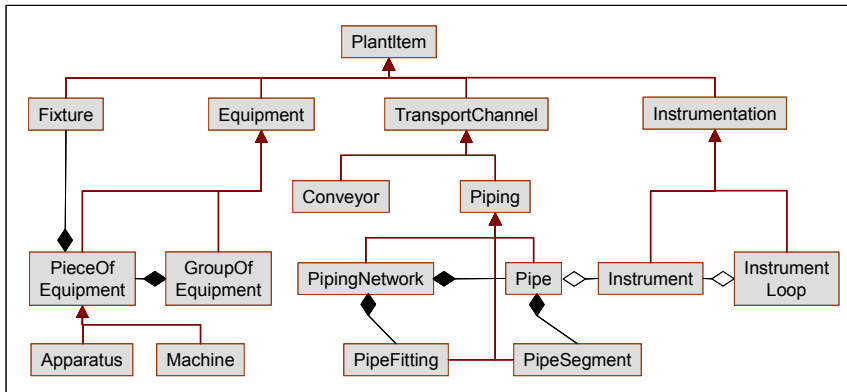 PlantItem
Fixture
Equipment
TransportChannel
Instrumentation
Conveyor
Piping
PieceOf
Equipment
GroupOf
Equipment
PipingNetwork
Pipe
Instrument
Instrument
Loop
Apparatus
Machine
PipeFitting
PipeSegment